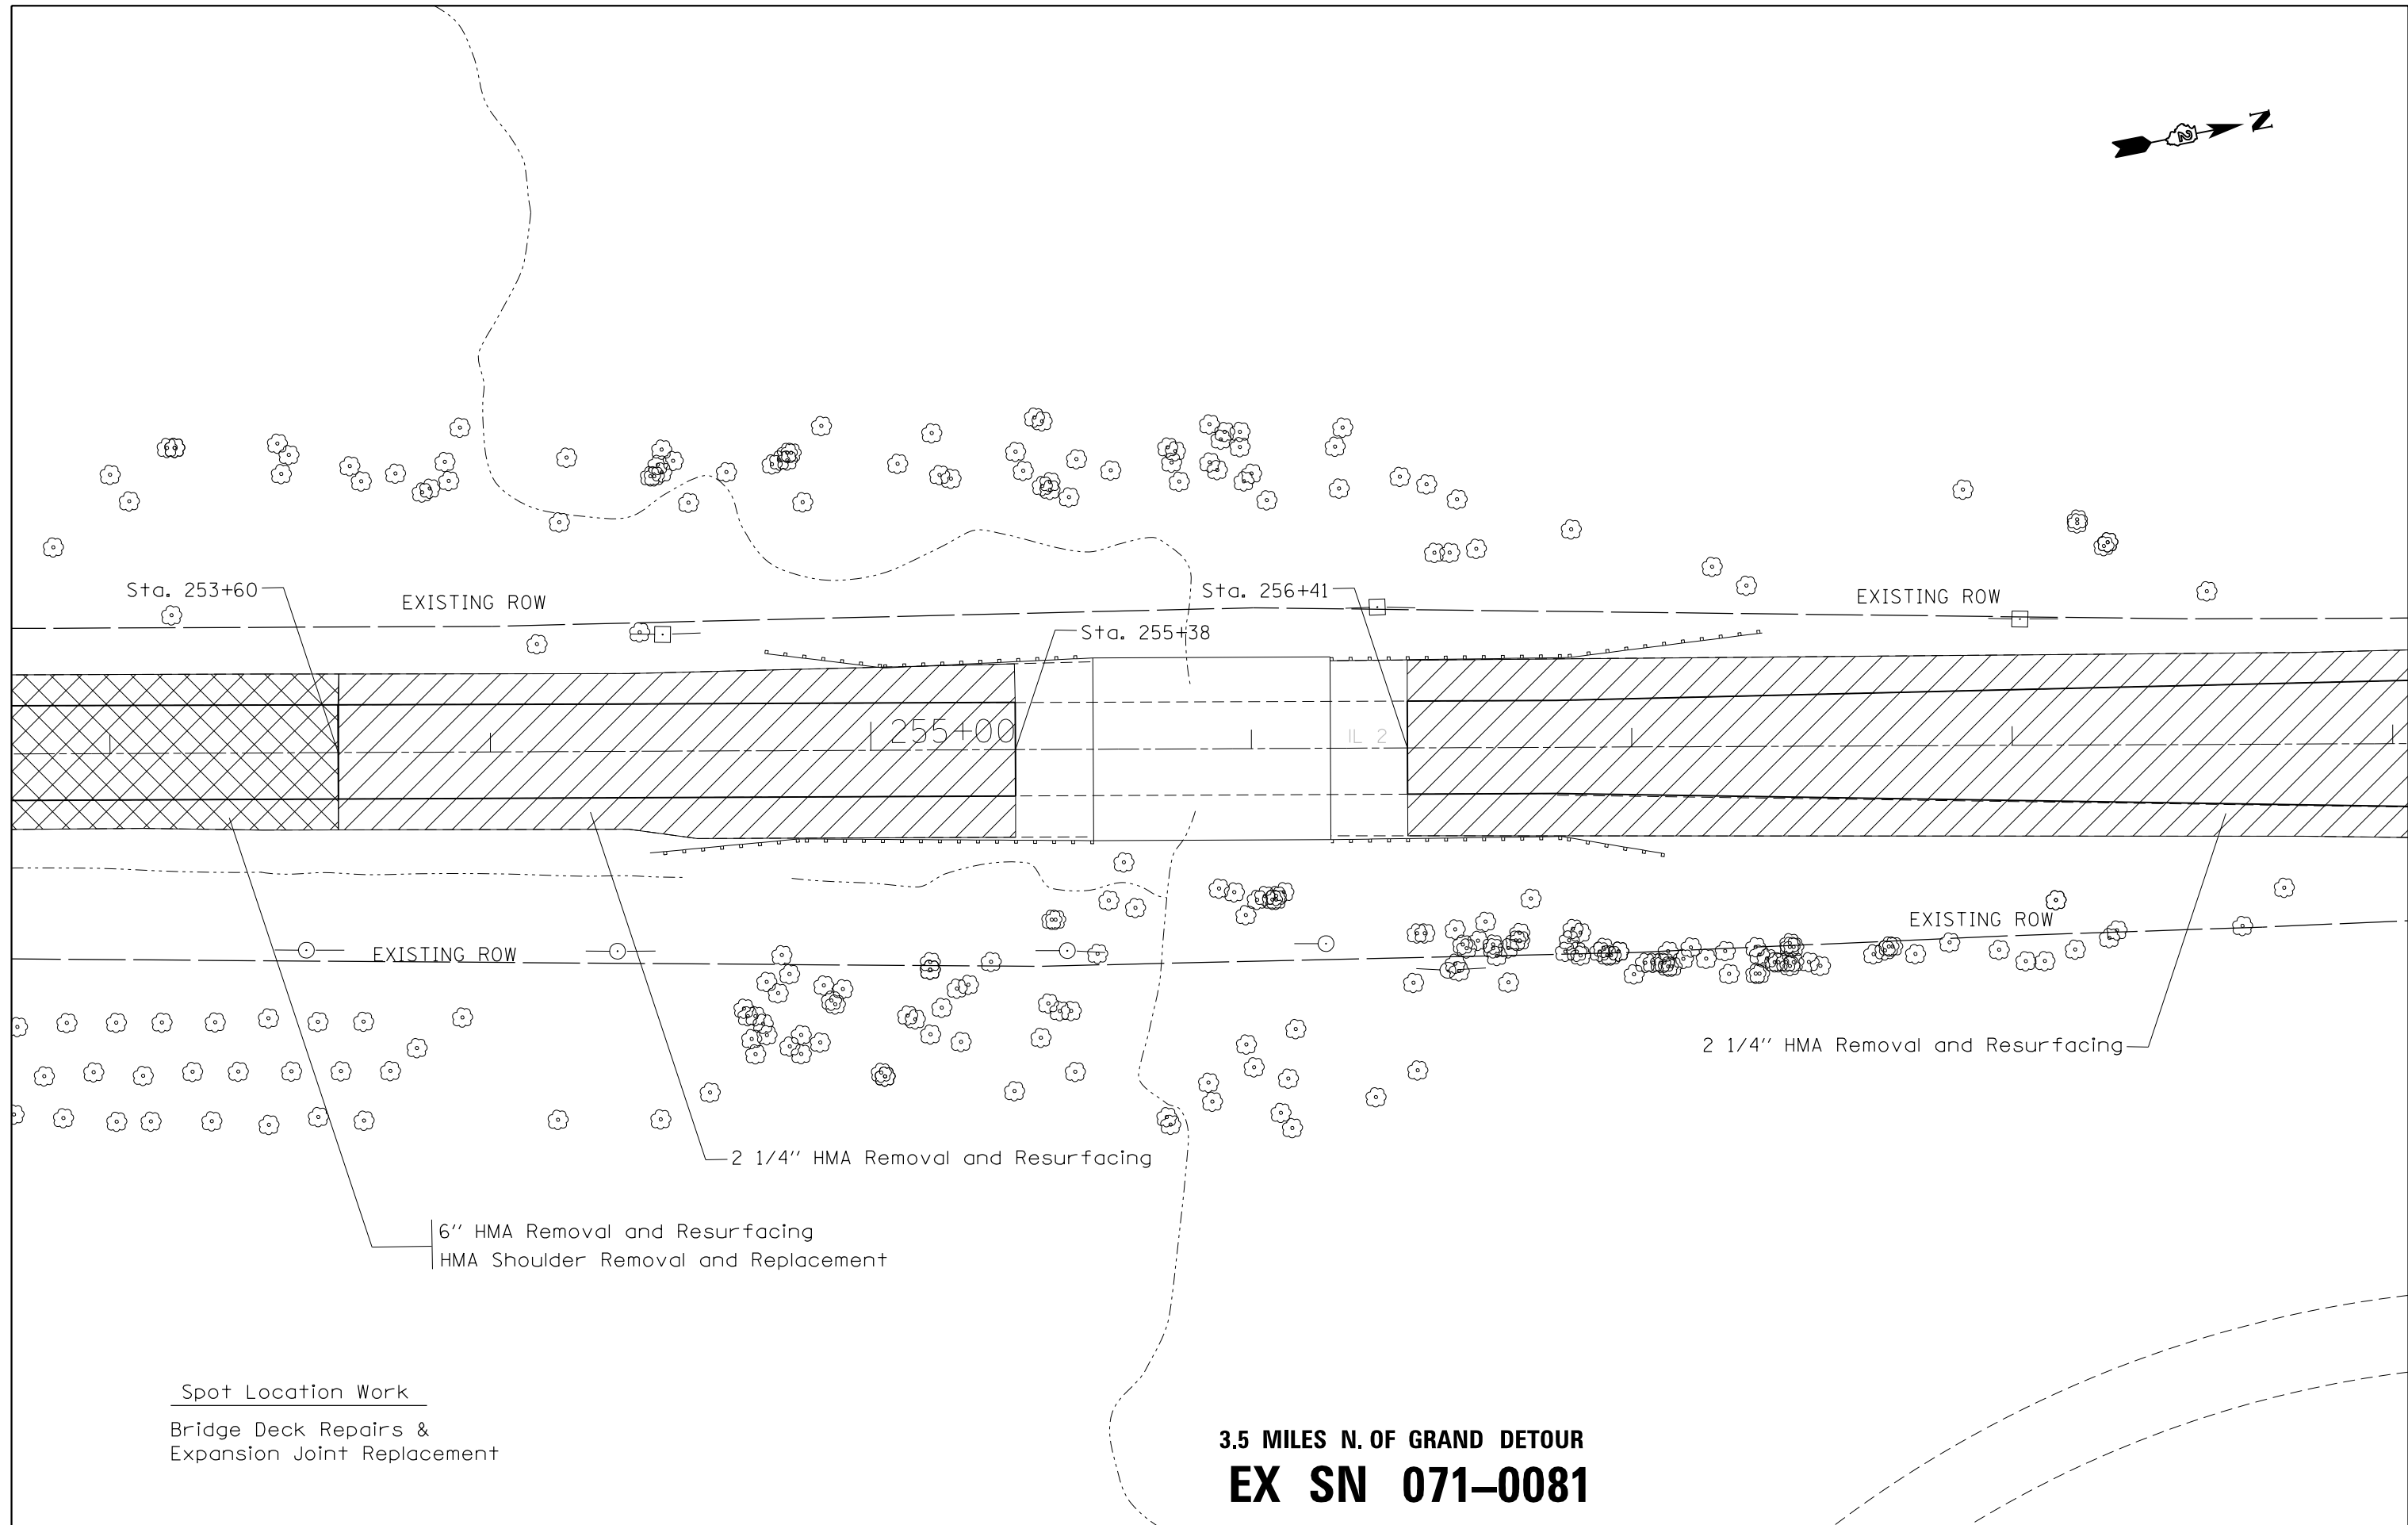 N
2
Sta. 253+60
EXISTING ROW
Sta. 256+41
EXISTING ROW
Sta. 255+38
255+00
IL 2
EXISTING ROW
EXISTING ROW
2 1/4" HMA Removal and Resurfacing
2 1/4" HMA Removal and Resurfacing
6" HMA Removal and Resurfacing
HMA Shoulder Removal and Replacement
Spot Location Work
Bridge Deck Repairs &
Expansion Joint Replacement
3.5 MILES N. OF GRAND DETOUR
EX SN 071–0081